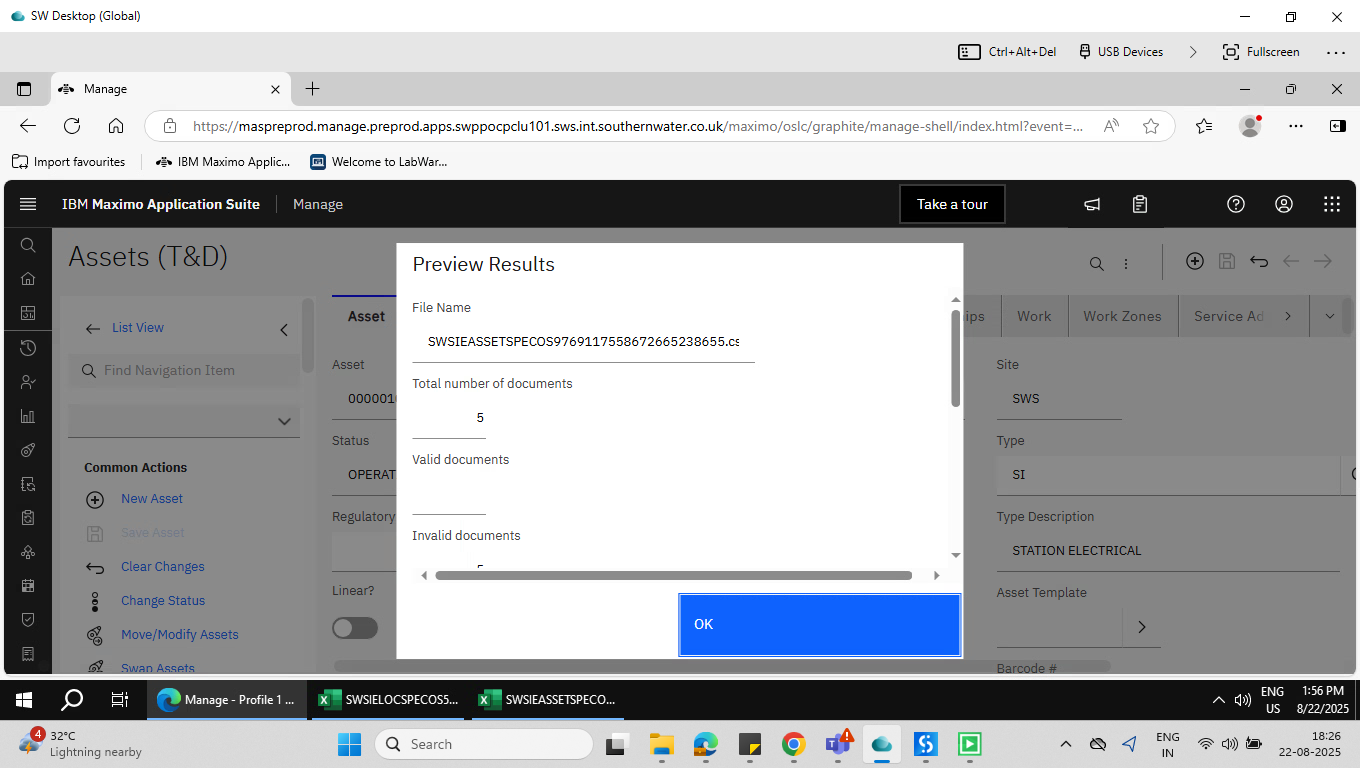 SW Desktop (Global)
Ctrl+Alt+Del
USB Devices
Fullscreen
Manage
https://maspreprod.manage.preprod.apps.swppocpclu101.sws.int.southernwater.co.uk/maximo/oslc/graphite/manage-shell/index.html?event=...
Import favourites
IBM Maximo Applic...
Welcome to LabWar...
IBM Maximo Application Suite
Manage
Take a tour
Assets (T&D)
List View
Find Navigation Item
Common Actions
New Asset
Save Asset
Clear Changes
Change Status
Move/Modify Assets
Swap Assets
Asset
Asset
Status
OPERAT
Regulatory
Linear?
Preview Results
File Name
SWSIEASSETSPECOS9769117558672665238655.cs
Total number of documents
5
Valid documents
Invalid documents
OK
Work
Work Zones
Service Ad
Site
SWS
Type
SI
Type Description
STATION ELECTRICAL
Asset Template
Barcode #
Manage - Profile 1 ...
SWSIELOCSPECOS5...
SWSIEASSETSPECO...
ENG
US
1:56 PM
8/22/2025
4
32°C
Lightning nearby
Search
ENG
IN
18:26
22-08-2025